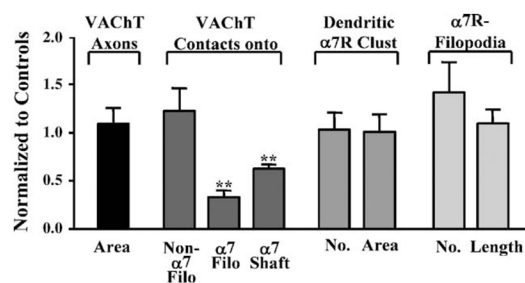 VAChT Axons
VAChT Contacts onto
Dendritic α7R Clust
α7R- Filopodia
Normalized to Controls
2.0
1.5
1.0
0.5
0.0
**
**
Area
Non- α7 Filo
α7 Filo
α7 Shaft
No.
Area
No.
Length